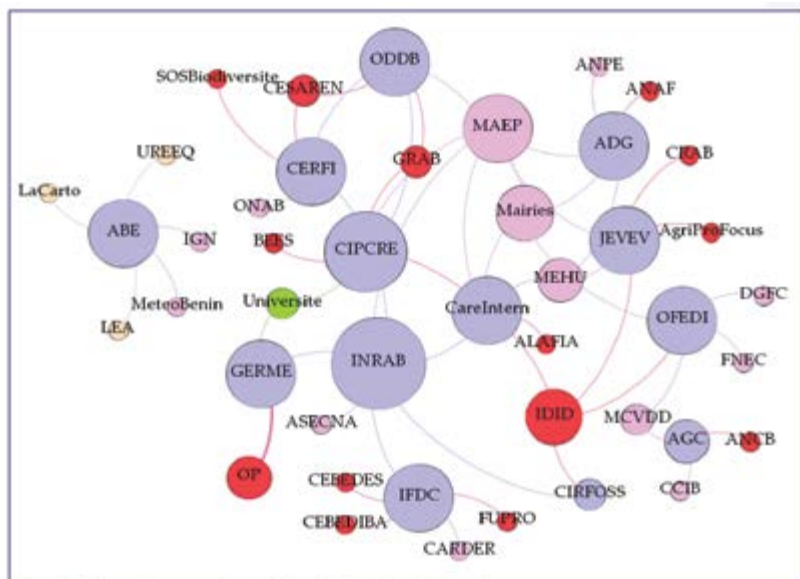 ODDB
SOSBiodiversite
CESAREN
ANPE
ANAF
MAEP
ADG
UREEQ
GRAB
CERFI
CRAB
LaCarto
ONAB
Mairies
ABE
IGN
BEES
CIPCRE
JEVEV
AgriProFocus
MEHU
MeteoBenin
Universite
CareIntern
DGFC
LEA
OFEDI
ALAFIA
GERME
INRAB
FNEC
ASECNA
IDID
MCVDD
AGC
ANCB
OP
CEBEDES
IFDC
CIRFOSS
CCIB
CEBEDIBA
FUPRO
CARDER